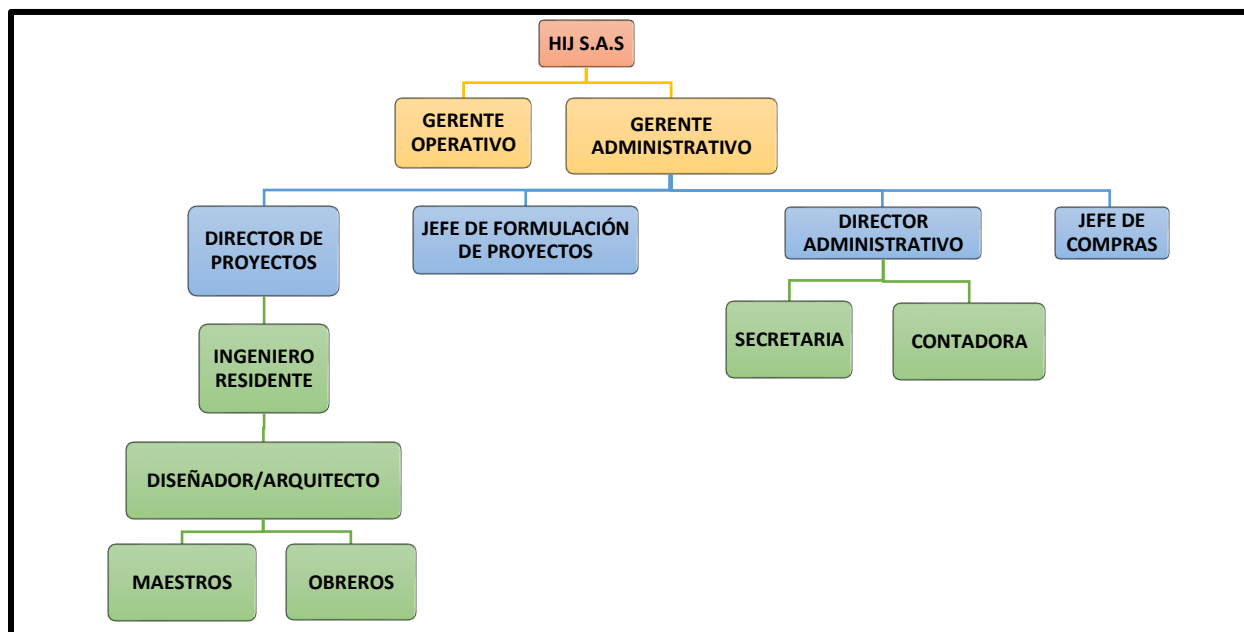 HIJ S.A.S
GERENTE
OPERATIVO
GERENTE
ADMINISTRATIVO
DIRECTOR DE
PROYECTOS
JEFE DE FORMULACIÓN
DE PROYECTOS
DIRECTOR
ADMINISTRATIVO
JEFE DE
COMPRAS
INGENIERO
RESIDENTE
SECRETARIA
CONTADORA
DISEÑADOR/ARQUITECTO
MAESTROS
OBREROS